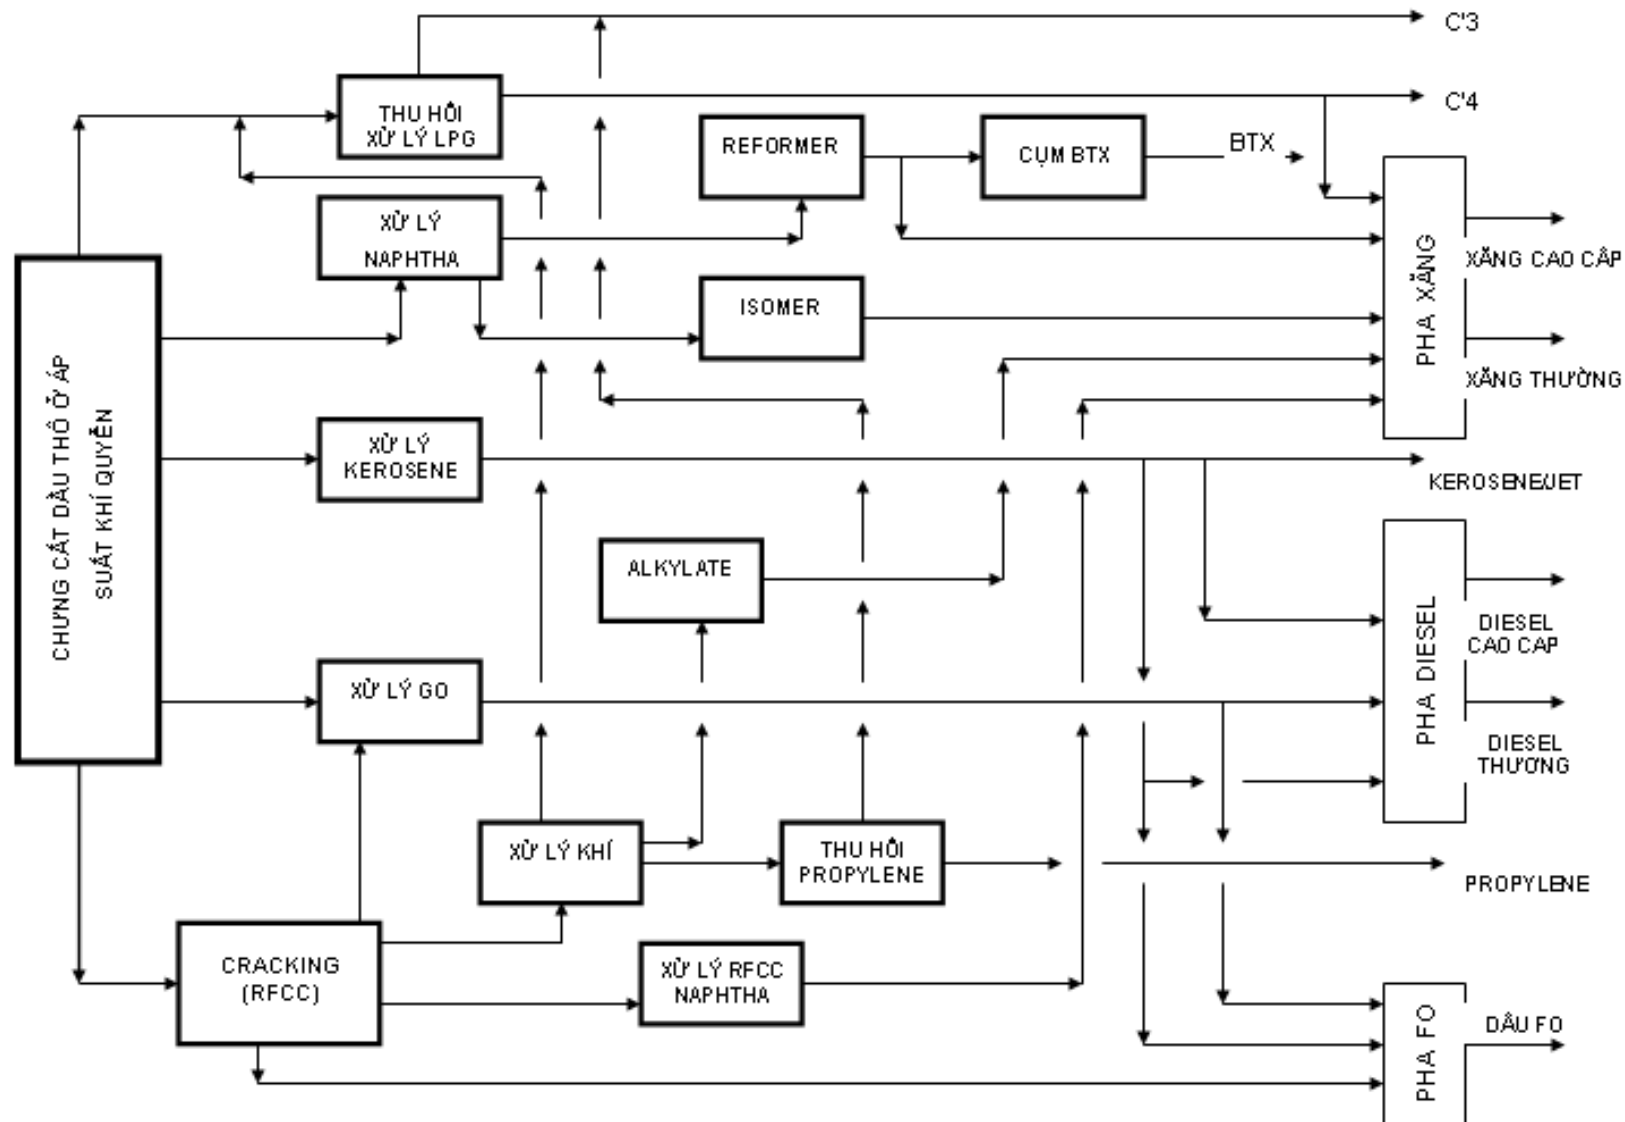 C'3
THU HỒI
XỬ LÝ LPG
C'4
REFORMER
CỤM BTX
BTX
XỬ LÝ
NAPHTHA
ISOMER
PHA XĂNG
XĂNG CAO CẤP
XĂNG THƯỜNG
CHƯNG CẤT DẦU THÔ Ở ÁP
SUẤT KHÍ QUYỂN
XỬ LÝ
KEROSENE
KEROSENE/JET
ALKYLATE
PHA DIESEL
DIESEL
CAO CAP
XỬ LÝ GO
DIESEL
THƯƠNG
XỬ LÝ KHÍ
THU HỒI
PROPYLENE
PROPYLENE
CRACKING
(RFCC)
XỬ LÝ RFCC
NAPHTHA
PHA FO
DẦU FO